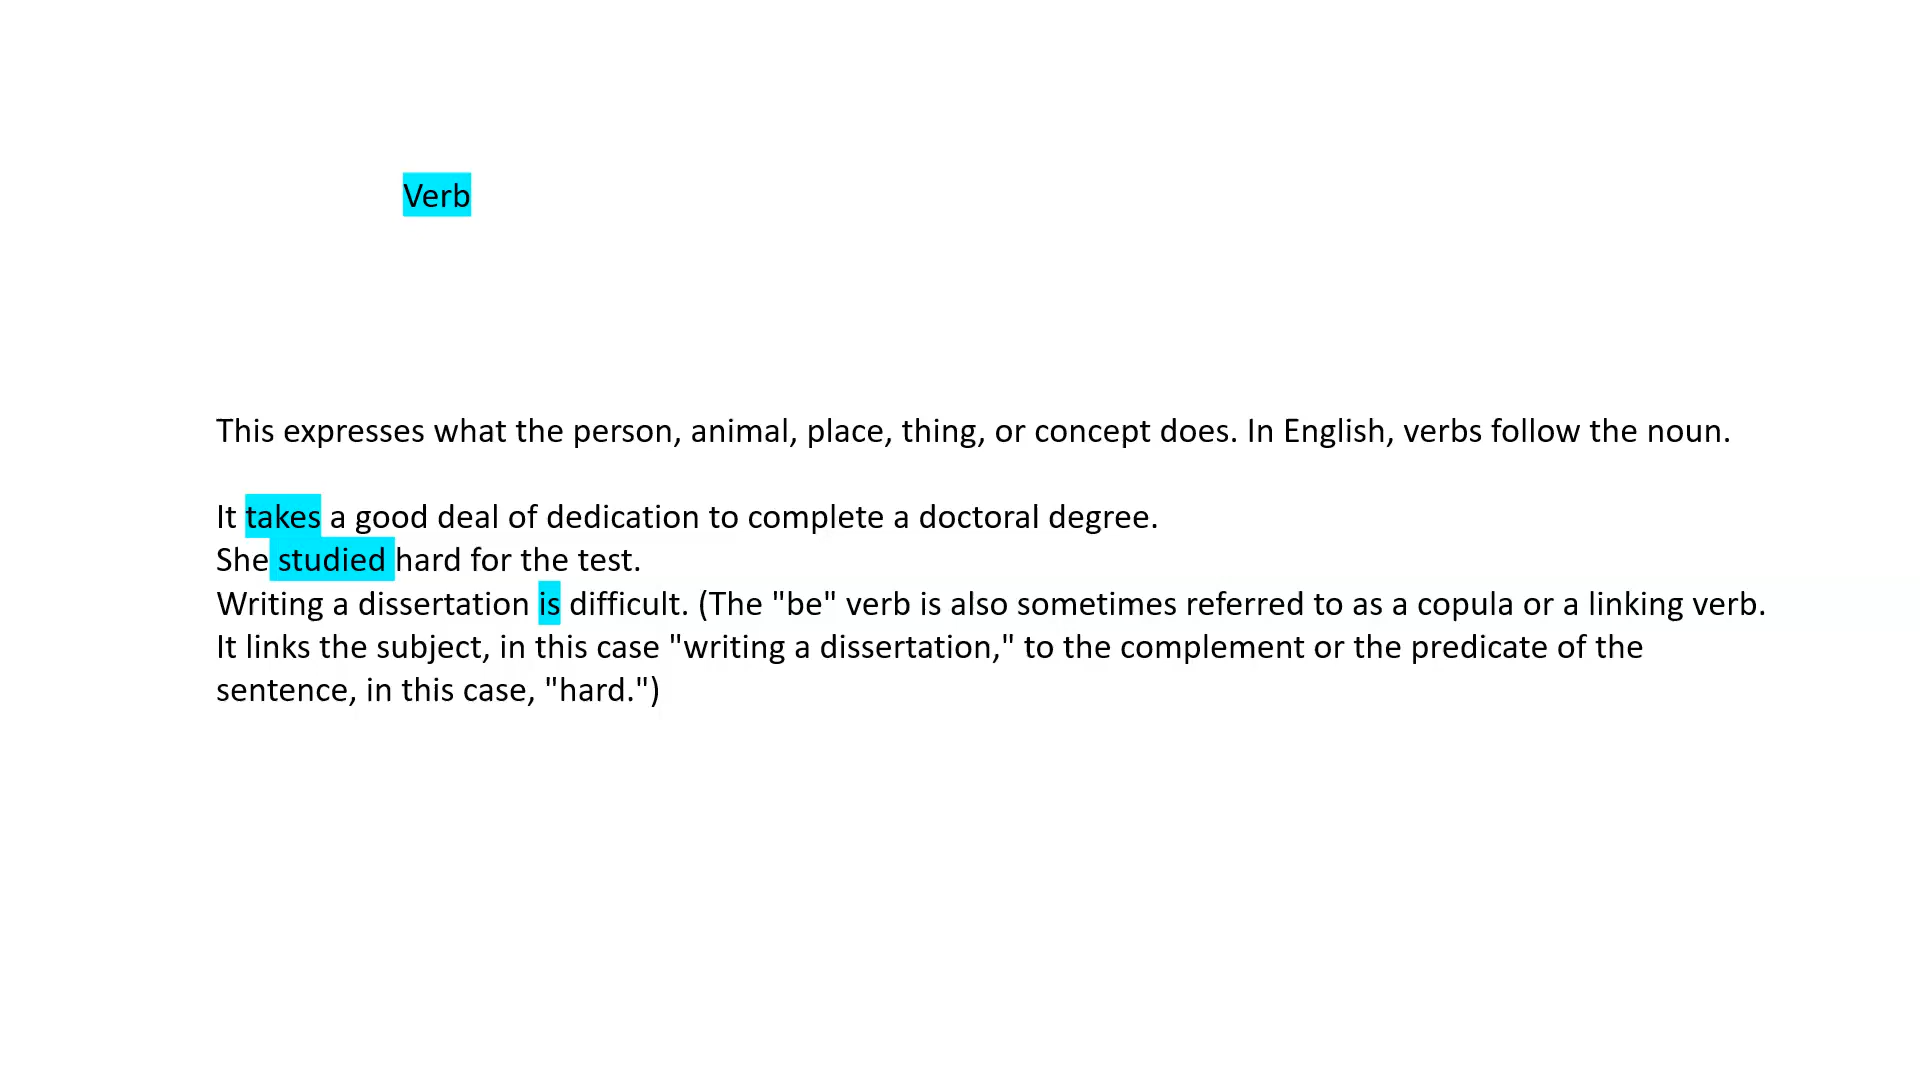 Verb
This expresses what the person, animal, place, thing, or concept does. In English, verbs follow the noun.
It takes a good deal of dedication to complete a doctoral degree.
She studied hard for the test.
Writing a dissertation is difficult. (The "be" verb is also sometimes referred to as a copula or a linking verb.
It links the subject, in this case "writing a dissertation," to the complement or the predicate of the
sentence, in this case, "hard.")